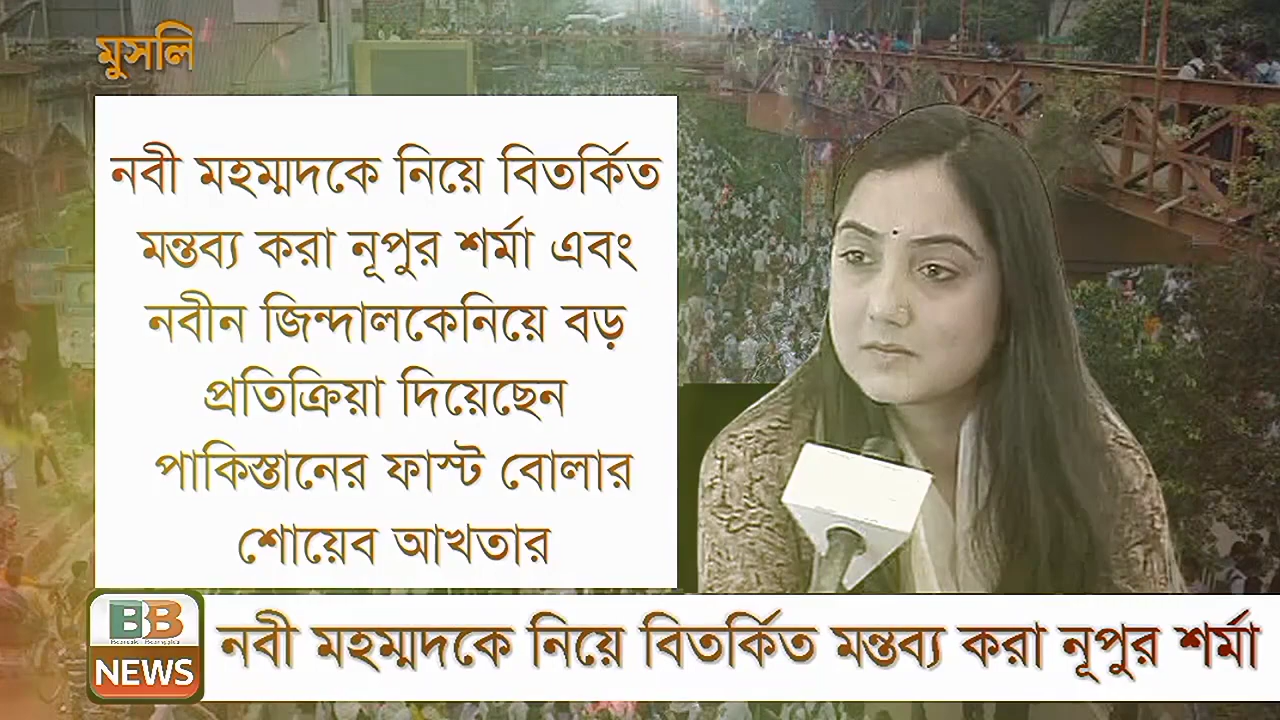 মুসলি
নবী মহম্মদকে নিয়ে বিতর্কিত
মন্তব্য করা নূপুর শর্মা এবং
নবীন জিন্দালকেনিয়ে বড়
প্রতিক্রিয়া দিয়েছেন
পাকিস্তানের ফাস্ট বোলার
শোয়েব আখতার
BB
NEWS
নবী মহম্মদকে নিয়ে বিতর্কিত মন্তব্য করা নূপুর শর্মা